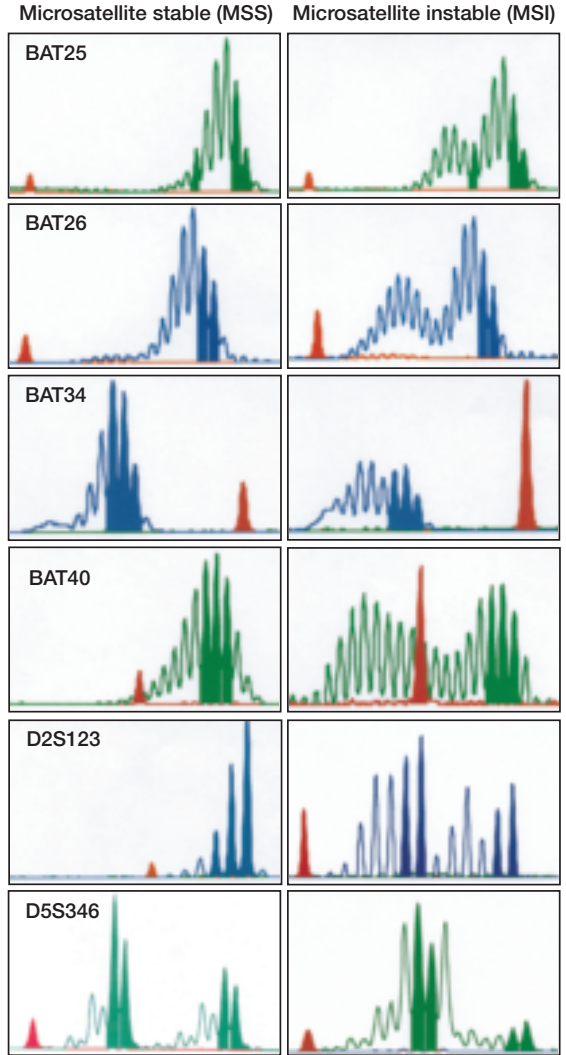 Microsatellite stable (MSS) Microsatellite instable (MSI)
BAT25
BAT26
BAT34
BAT40
D2S123
D5S346